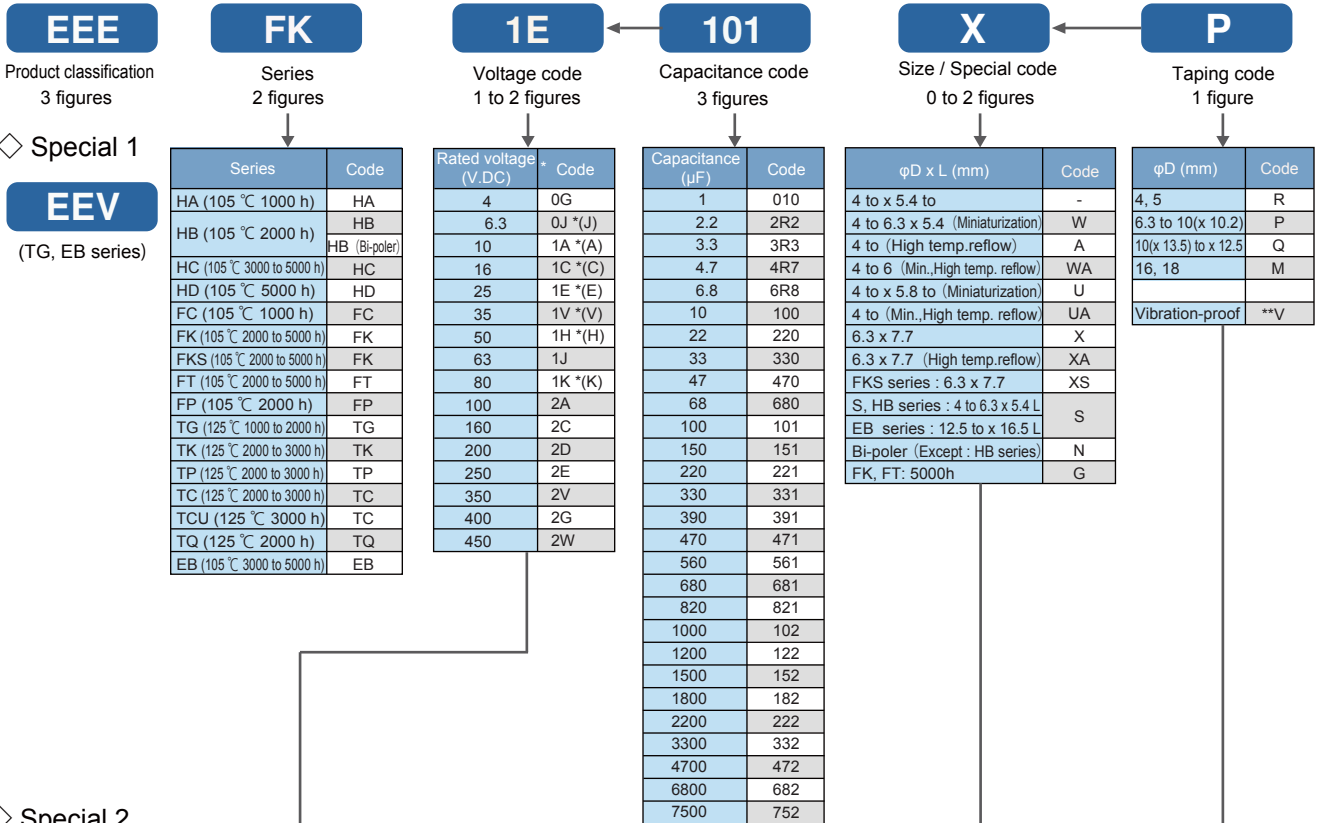 EEE FK 1E 101 X P
Product classification
3 figures
Series
2 figures
Voltage code
1 to 2 figures
Capacitance code
3 figures
Size / Special code
0 to 2 figures
Taping code
1 figure
◇ Special 1
EEV
(TG, EB series)
Series Code
HA (105 ℃ 1000 h) HA
HB (105 ℃ 2000 h) HB
HB (Bi-poler)
HC (105 ℃ 3000 to 5000 h) HC
HD (105 ℃ 5000 h) HD
FC (105 ℃ 1000 h) FC
FK (105 ℃ 2000 to 5000 h) FK
FKS (105 ℃ 2000 to 5000 h) FK
FT (105 ℃ 2000 to 5000 h) FT
FP (105 ℃ 2000 h) FP
TG (125 ℃ 1000 to 2000 h) TG
TK (125 ℃ 2000 to 3000 h) TK
TP (125 ℃ 2000 to 3000 h) TP
TC (125 ℃ 2000 to 3000 h) TC
TCU (125 ℃ 3000 h) TC
TQ (125 ℃ 2000 h) TQ
EB (105 ℃ 3000 to 5000 h) EB
Rated voltage
(V.DC) * Code
4 0G
6.3 0J *(J)
10 1A *(A)
16 1C *(C)
25 1E *(E)
35 1V *(V)
50 1H *(H)
63 1J
80 1K *(K)
100 2A
160 2C
200 2D
250 2E
350 2V
400 2G
450 2W
Capacitance
(µF) Code
1 010
2.2 2R2
3.3 3R3
4.7 4R7
6.8 6R8
10 100
22 220
33 330
47 470
68 680
100 101
150 151
220 221
330 331
390 391
470 471
560 561
680 681
820 821
1000 102
1200 122
1500 152
1800 182
2200 222
3300 332
4700 472
6800 682
7500 752
φD x L (mm) Code
4 to x 5.4 to -
4 to 6.3 x 5.4 (Miniaturization) W
4 to (High temp.reflow) A
4 to 6 (Min.,High temp. reflow) WA
4 to x 5.8 to (Miniaturization) U
4 to (Min.,High temp. reflow) UA
6.3 x 7.7 X
6.3 x 7.7 (High temp.reflow) XA
FKS series : 6.3 x 7.7 XS
S, HB series : 4 to 6.3 x 5.4 L S
EB series : 12.5 to x 16.5 L
Bi-poler (Except : HB series) N
FK, FT: 5000h G
φD (mm) Code
4, 5 R
6.3 to 10(x 10.2) P
10(x 13.5) to x 12.5 Q
16, 18 M
Vibration-proof **V
◇ Special 2